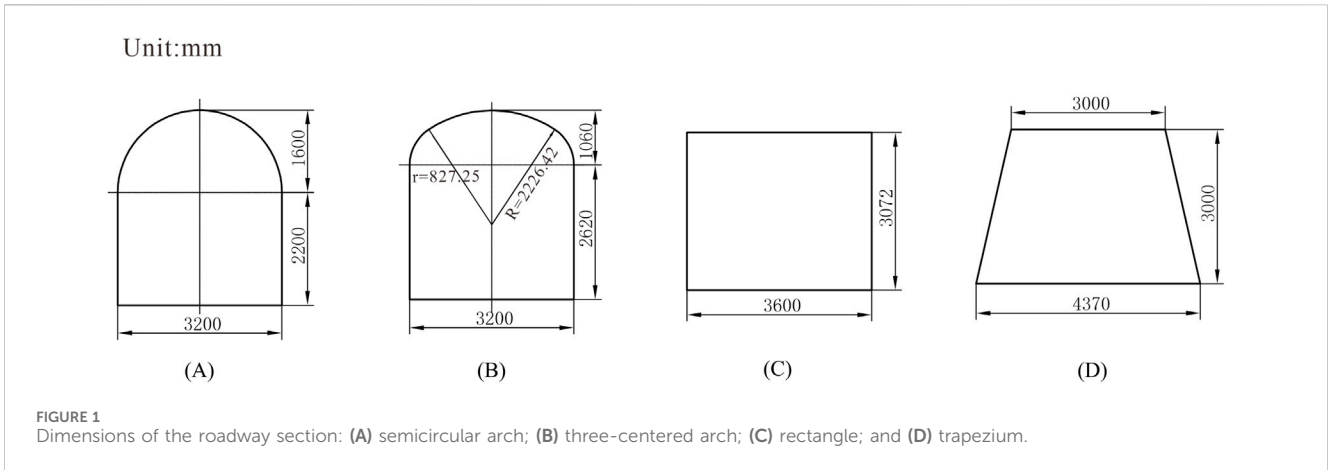 Unit:mm
1600
2200
3200
(A)
1060
r=827.25
R=2226.42
2620
3200
(B)
3072
3600
(C)
3000
3000
4370
(D)
FIGURE 1
Dimensions of the roadway section: (A) semicircular arch; (B) three-centered arch; (C) rectangle; and (D) trapezium.